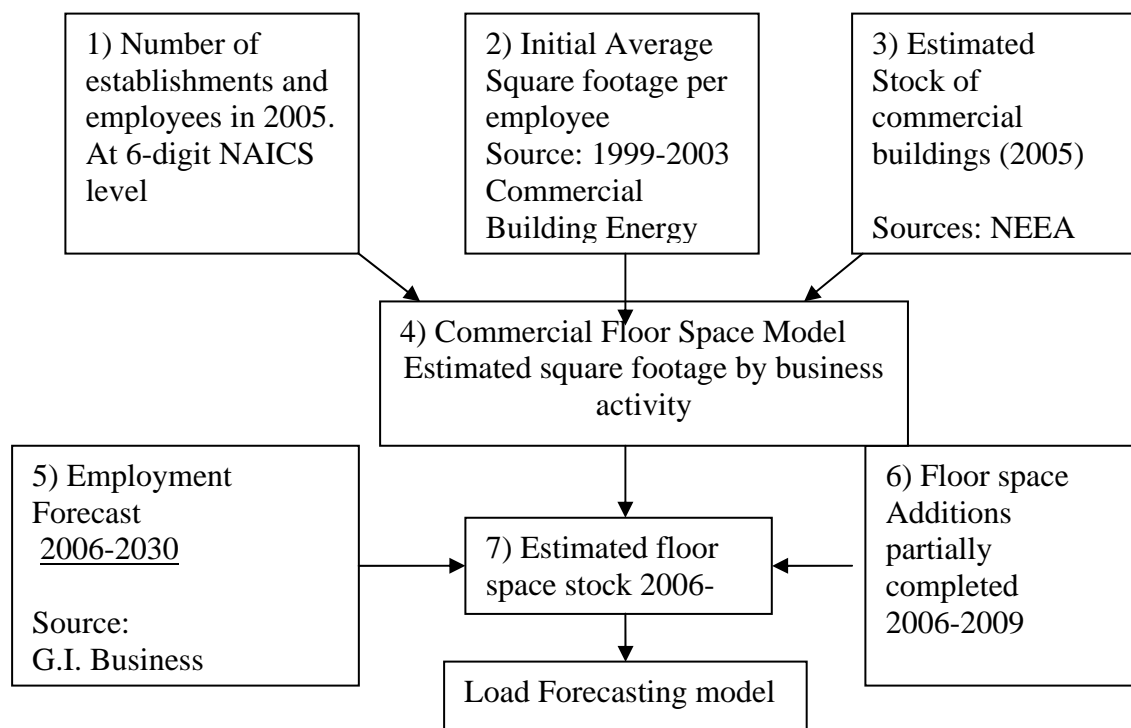 1) Number of
establishments and
employees in 2005.
At 6-digit NAICS
level
2) Initial Average
Square footage per
employee
Source: 1999-2003
Commercial
Building Energy
3) Estimated
Stock of
commercial
buildings (2005)
Sources: NEEA
4) Commercial Floor Space Model
Estimated square footage by business
activity
5) Employment
Forecast
2006-2030
Source:
G.I. Business
6) Floor space
Additions
partially
completed
2006-2009
7) Estimated floor
space stock 2006-
Load Forecasting model